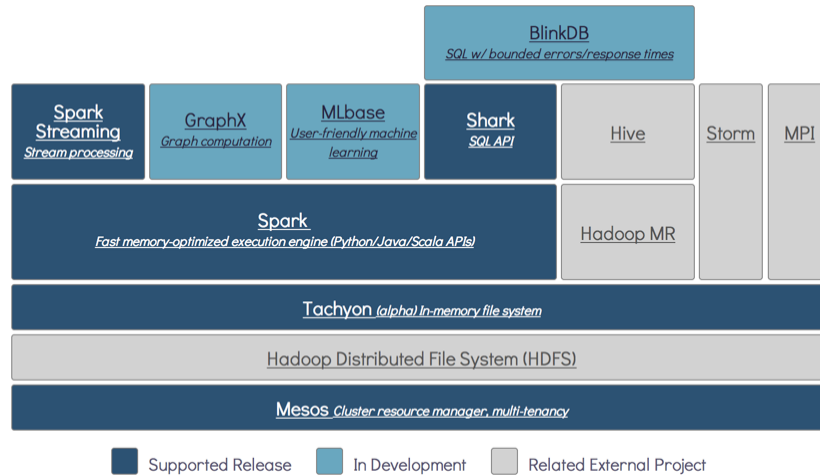 BlinkDB
SQL w/ bounded errors/response times
Spark
Streaming
Stream processing
GraphX
Graph computation
MLbase
User-friendly machine
learning
Shark
SQL API
Hive
Storm
MPI
Spark
Fast memory-optimized execution engine (Python/Java/Scala APIs)
Hadoop MR
Tachyon (alpha) In-memory file system
Hadoop Distributed File System (HDFS)
Mesos Cluster resource manager, multi-tenancy
Supported Release
In Development
Related External Project